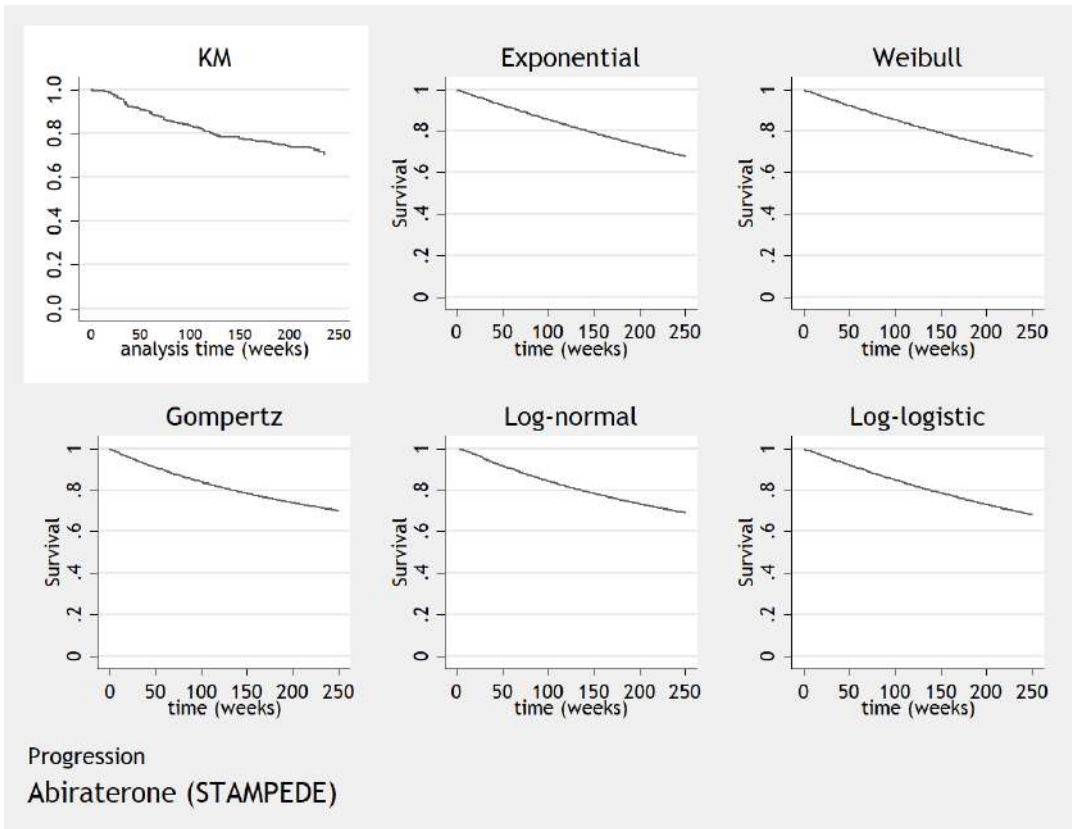 KM
1.0
0.8
0.6
0.4
0.2
0.0
0 50 100 150 200 250
analysis time (weeks)
Exponential
Survival
1
.8
.6
.4
.2
0
0 50 100 150 200 250
time (weeks)
Weibull
Survival
1
.8
.6
.4
.2
0
0 50 100 150 200 250
time (weeks)
Gompertz
Survival
1
.8
.6
.4
.2
0
0 50 100 150 200 250
time (weeks)
Log-normal
Survival
1
.8
.6
.4
.2
0
0 50 100 150 200 250
time (weeks)
Log-logistic
Survival
1
.8
.6
.4
.2
0
0 50 100 150 200 250
time (weeks)
Progression
Abiraterone (STAMPEDE)